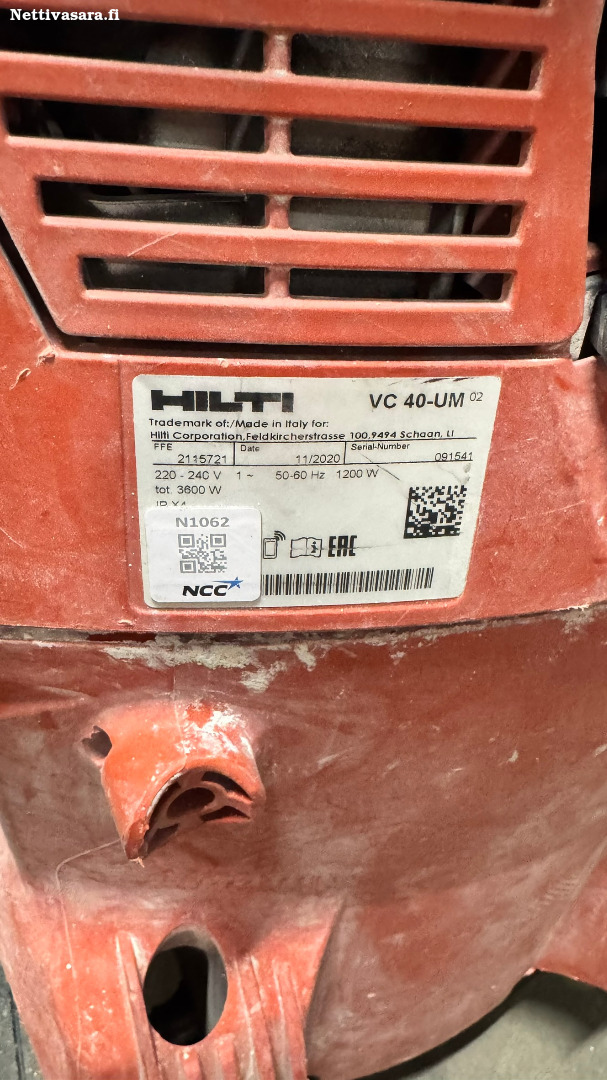 Nettivasara.fi
HILTI VC 40-UM 02
Trademark of:/Made in Italy for:
Hilti Corporation,Feldkircherstrasse 100,9494 Schaan, LI
FFE Date Serial-Number
2115721 11/2020 091541
220 - 240 V 1 ~ 50-60 Hz 1200 W
tot. 3600 W
IP X4
N1062
EAC
NCC